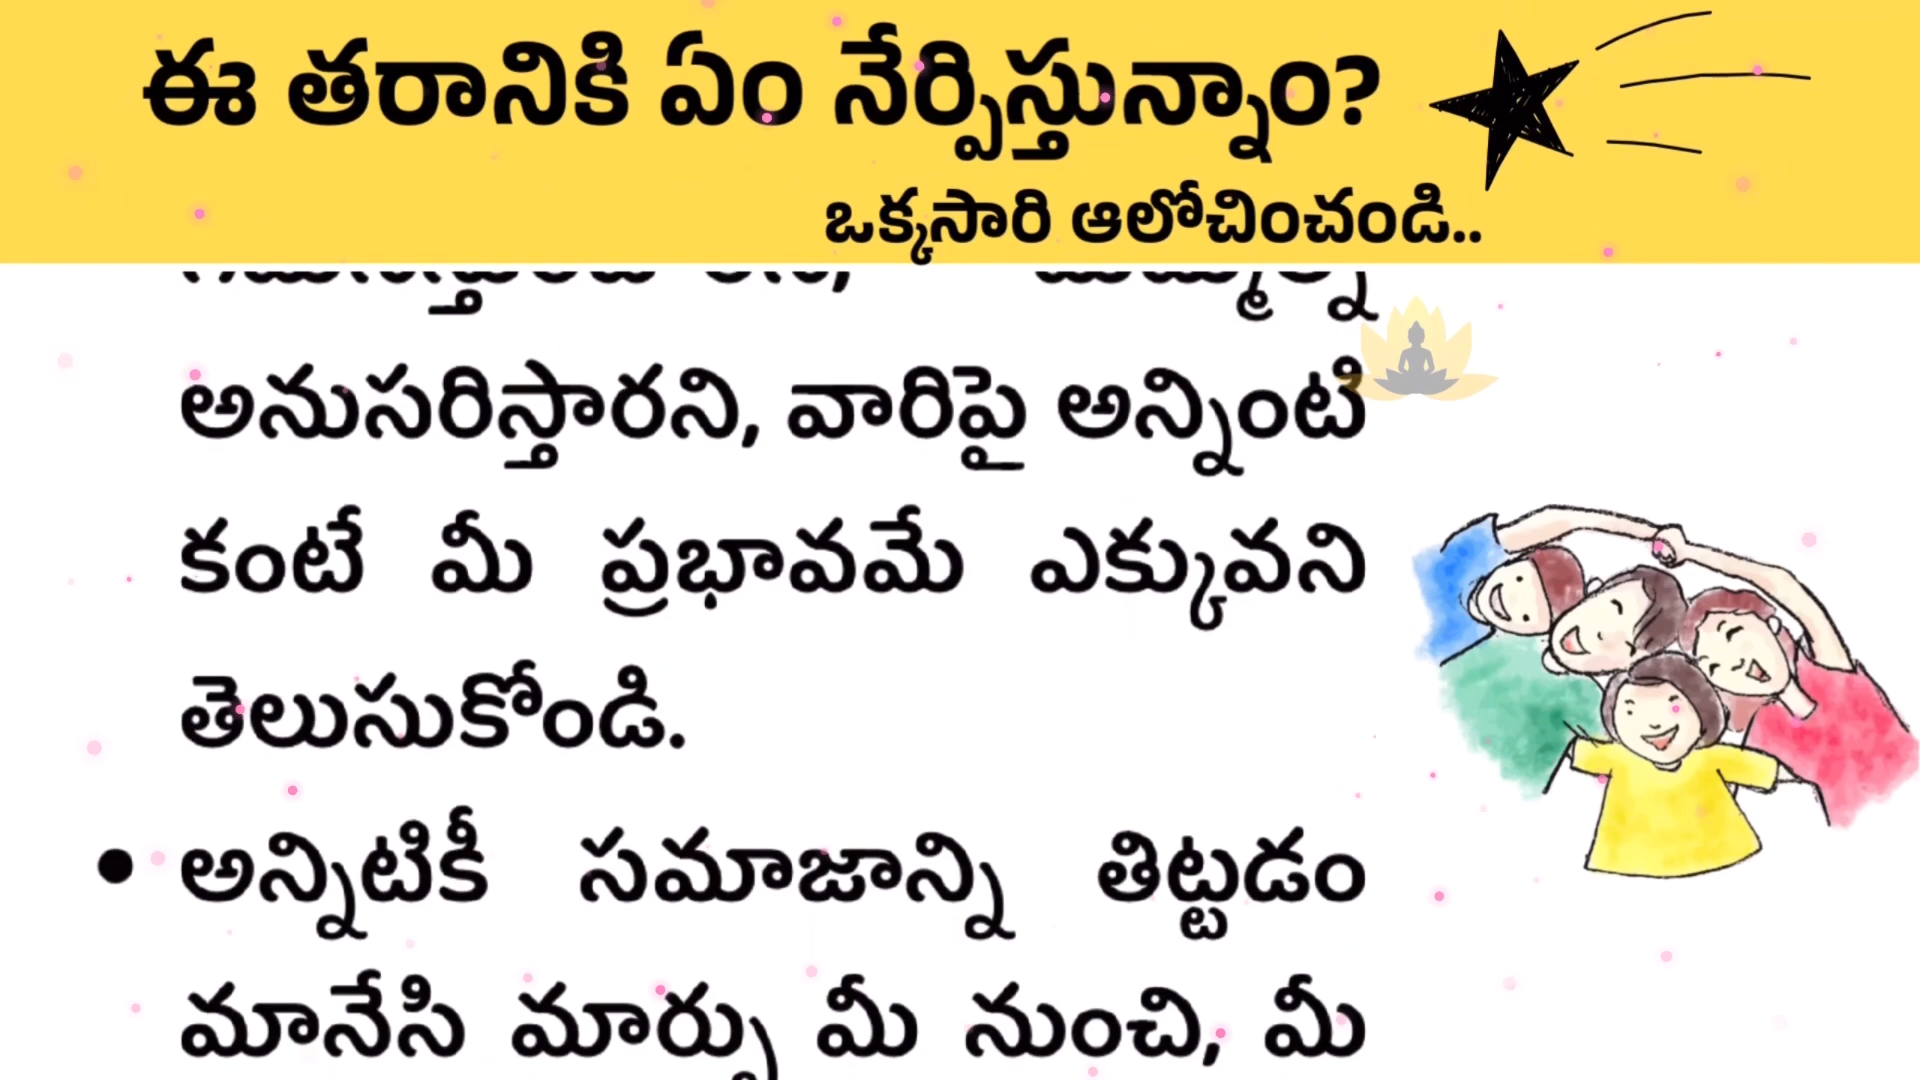 ఈ తరానికి ఏం నేర్పిస్తున్నాం?
ఒక్కసారి ఆలోచించండి..
అనుసరిస్తారని, వారిపై అన్నింటి
కంటే మీ ప్రభావమే ఎక్కువని
తెలుసుకోండి.
• అన్నిటికీ సమాజాన్ని తిట్టడం
మానేసి మార్పు మీ నుంచి, మీ